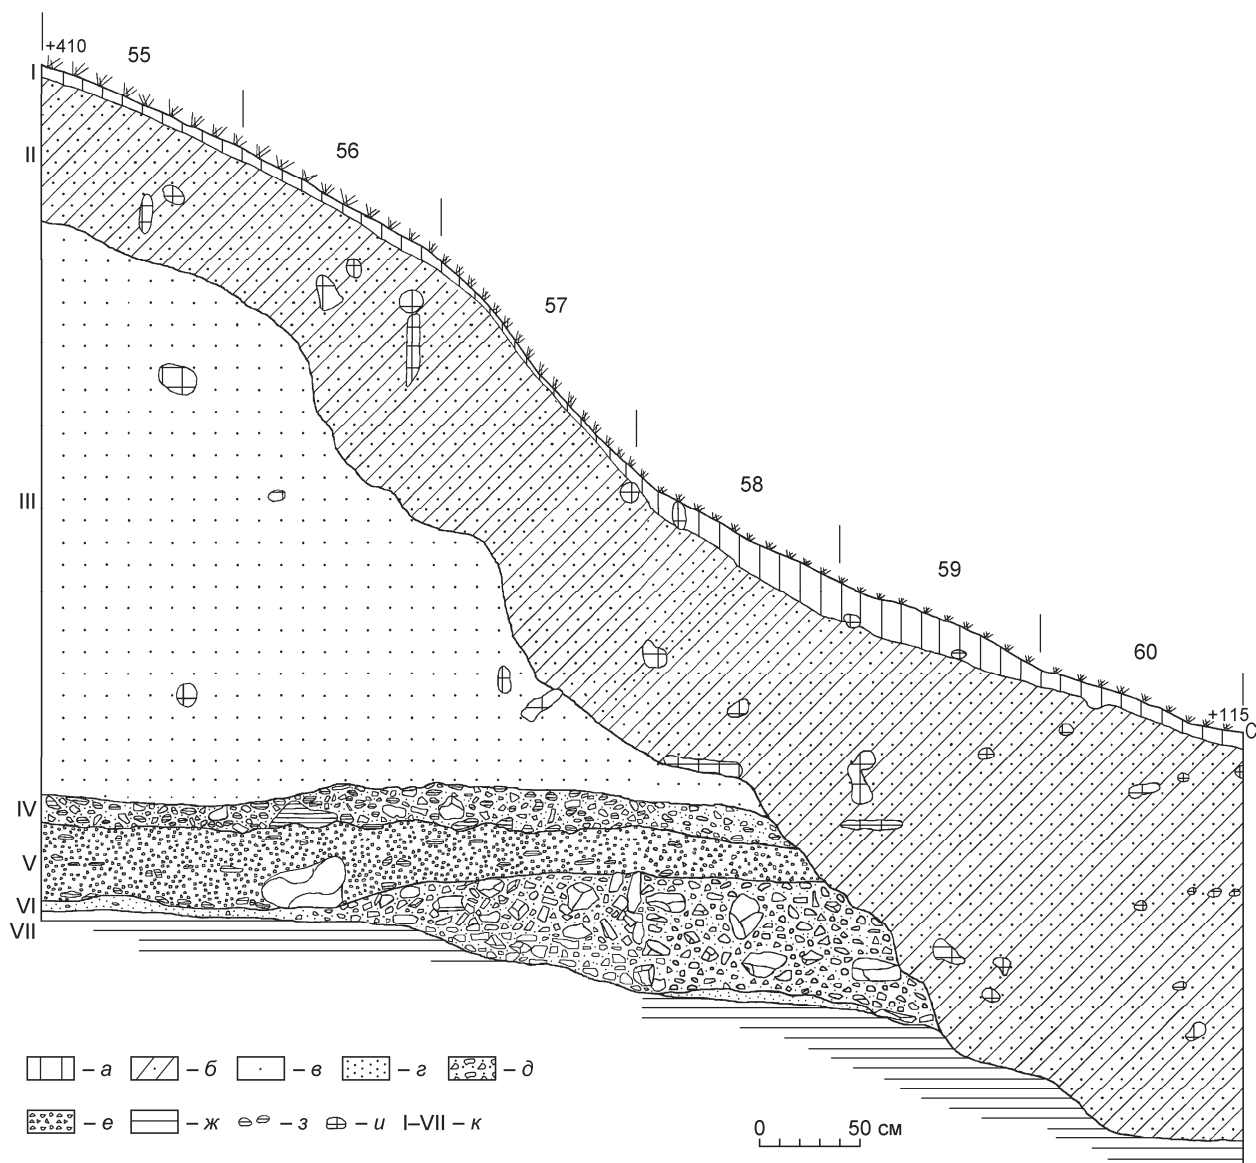 +410
55
I
II
56
57
58
III
59
60
+115
С
IV
V
VI
VII
– а
– б
– в
– г
– д
– е
– ж
– з
– и
I–VII – к
0
50 см